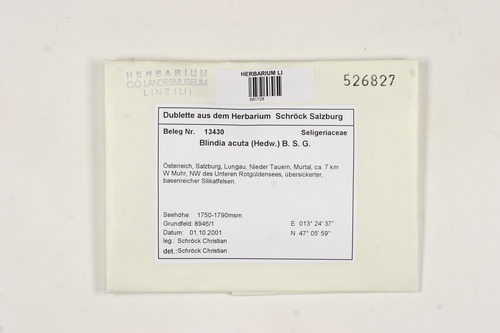 HERBARIUM
O.Ö. LANDESMUSEUM
LINZ (LI)
HERBARIUM LI
526827
Dublette aus dem Herbarium Schröck Salzburg
Beleg Nr. 13430 Seligeriaceae
Blindia acuta (Hedw.) B. S. G.
Österreich, Salzburg, Lungau, Nieder Tauern, Murtal, ca. 7 km
W Muhr, NW des Unteren Rotgüldensees, übersickerter,
basenreicher Silikatfelsen.
Seehöhe: 1750-1790msm
Grundfeld: 8946/1 E 013° 24' 37"
Datum: 01.10.2001 N 47° 05' 59"
leg.: Schröck Christian
det.: Schröck Christian